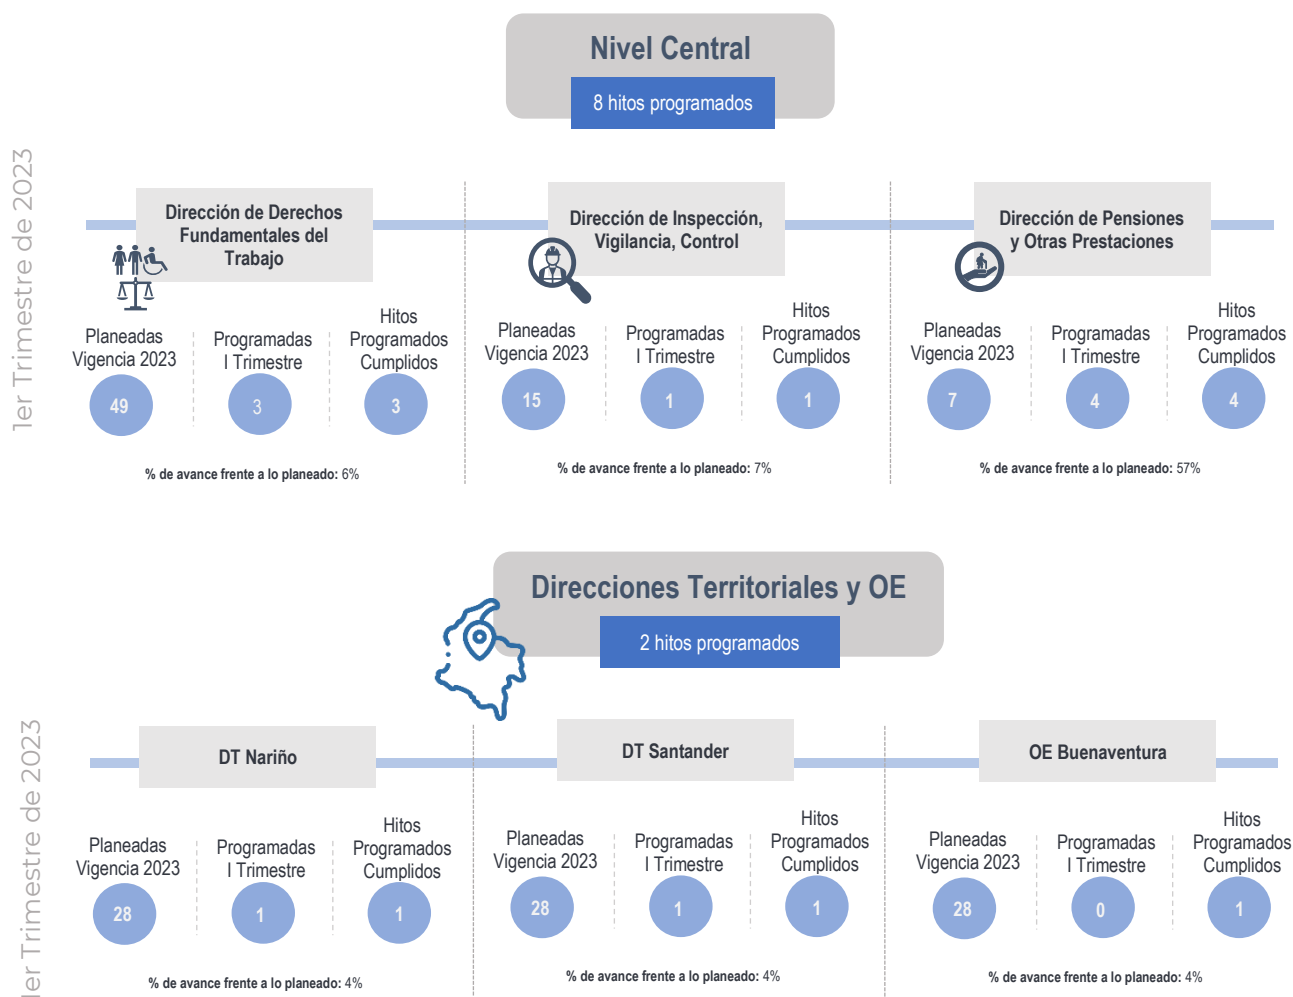 Nivel Central
8 hitos programados
1er Trimestre de 2023
Dirección de Derechos
Fundamentales del
Trabajo
Planeadas
Vigencia 2023
49
Programadas
I Trimestre
3
Hitos
Programados
Cumplidos
3
% de avance frente a lo planeado: 6%
Dirección de Inspección,
Vigilancia, Control
Planeadas
Vigencia 2023
15
Programadas
I Trimestre
1
Hitos
Programados
Cumplidos
1
% de avance frente a lo planeado: 7%
Dirección de Pensiones
y Otras Prestaciones
Planeadas
Vigencia 2023
7
Programadas
I Trimestre
4
Hitos
Programados
Cumplidos
4
% de avance frente a lo planeado: 57%
Direcciones Territoriales y OE
2 hitos programados
1er Trimestre de 2023
DT Nariño
Planeadas
Vigencia 2023
28
Programadas
I Trimestre
1
Hitos
Programados
Cumplidos
1
% de avance frente a lo planeado: 4%
DT Santander
Planeadas
Vigencia 2023
28
Programadas
I Trimestre
1
Hitos
Programados
Cumplidos
1
% de avance frente a lo planeado: 4%
OE Buenaventura
Planeadas
Vigencia 2023
28
Programadas
I Trimestre
0
Hitos
Programados
Cumplidos
1
% de avance frente a lo planeado: 4%